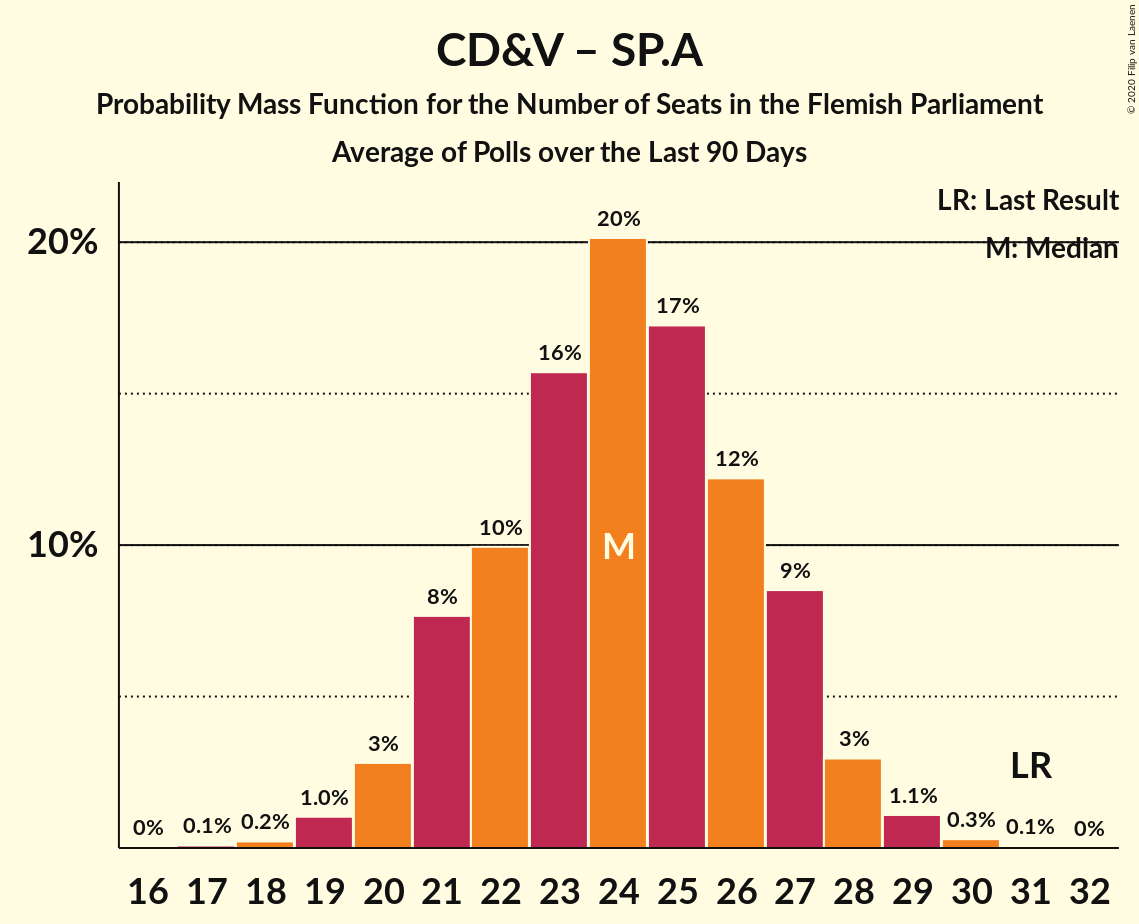 CD&V – SP.A
Probability Mass Function for the Number of Seats in the Flemish Parliament
Average of Polls over the Last 90 Days
© 2020 Filip van Laenen
LR: Last Result
M: Median
20%
10%
0%
0.1%
0.2%
1.0%
3%
8%
10%
16%
20%
17%
12%
9%
3%
1.1%
0.3%
0.1%
0%
M
LR
16 17 18 19 20 21 22 23 24 25 26 27 28 29 30 31 32